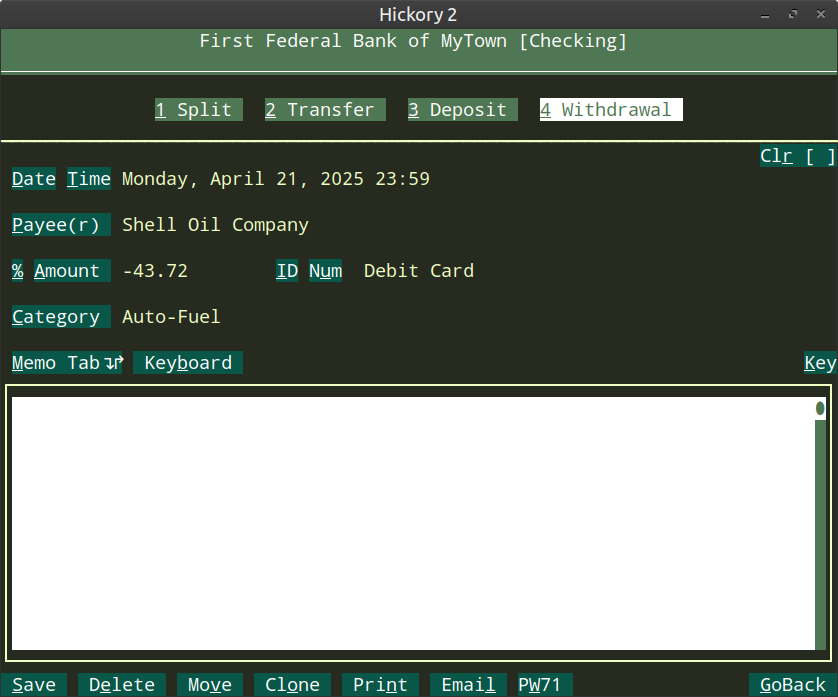 Hickory 2
First Federal Bank of MyTown [Checking]
1 Split 2 Transfer 3 Deposit 4 Withdrawal
Clr [ ]
Date Time Monday, April 21, 2025 23:59
Payee(r) Shell Oil Company
% Amount -43.72 ID Num Debit Card
Category Auto-Fuel
Memo Tab Keyboard Key
Save Delete Move Clone Print Email PW71 GoBack